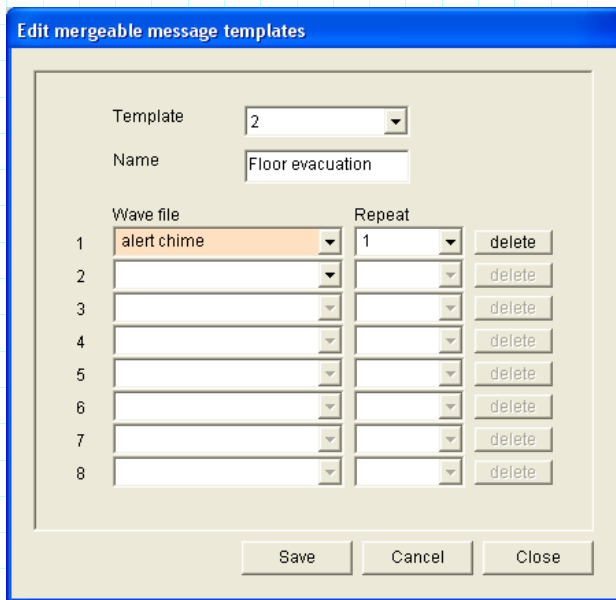 Edit mergeable message templates
Template 2
Name Floor evacuation
Wave file Repeat
1 alert chime 1 delete
2 delete
3 delete
4 delete
5 delete
6 delete
7 delete
8 delete
Save Cancel Close